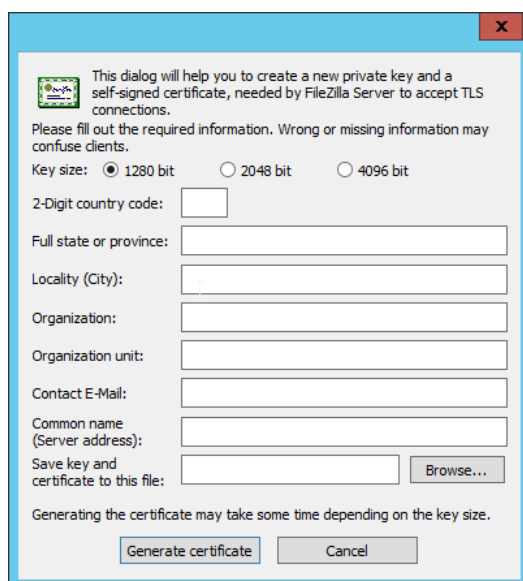 x
This dialog will help you to create a new private key and a
self-signed certificate, needed by FileZilla Server to accept TLS
connections.
Please fill out the required information. Wrong or missing information may
confuse clients.
Key size: 1280 bit 2048 bit 4096 bit
2-Digit country code:
Full state or province:
Locality (City):
Organization:
Organization unit:
Contact E-Mail:
Common name
(Server address):
Save key and
certificate to this file:
Browse...
Generating the certificate may take some time depending on the key size.
Generate certificate Cancel